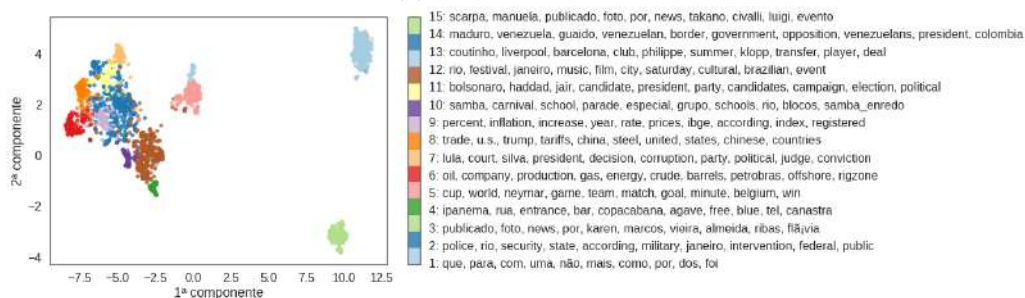 15: scarpa, manuela, publicado, foto, por, news, takano, civalli, luigi, evento
14: maduro, venezuela, guaido, venezuelan, border, government, opposition, venezuelans, president, colombia
13: coutinho, liverpool, barcelona, club, philippe, summer, klopp, transfer, player, deal
12: rio, festival, janeiro, music, film, city, saturday, cultural, brazilian, event
11: bolsonaro, haddad, jair, candidate, president, party, candidates, campaign, election, political
10: samba, carnival, school, parade, especial, grupo, schools, rio, blocos, samba_enredo
9: percent, inflation, increase, year, rate, prices, ibge, according, index, registered
8: trade, u.s., trump, tariffs, china, steel, united, states, chinese, countries
7: lula, court, silva, president, decision, corruption, party, political, judge, conviction
6: oil, company, production, gas, energy, crude, barrels, petrobras, offshore, rigzone
5: cup, world, neymar, game, team, match, goal, minute, belgium, win
4: ipanema, rua, entrance, bar, copacabana, agave, free, blue, tel, canastra
3: publicado, foto, news, por, karen, marcos, vieira, almeida, ribas, flã¡via
2: police, rio, security, state, according, military, janeiro, intervention, federal, public
1: que, para, com, uma, não, mais, como, por, dos, foi
2ª componente
4
2
0
−2
−4
−7.5 −5.0 −2.5 0.0 2.5 5.0 7.5 10.0 12.5
1ª componente